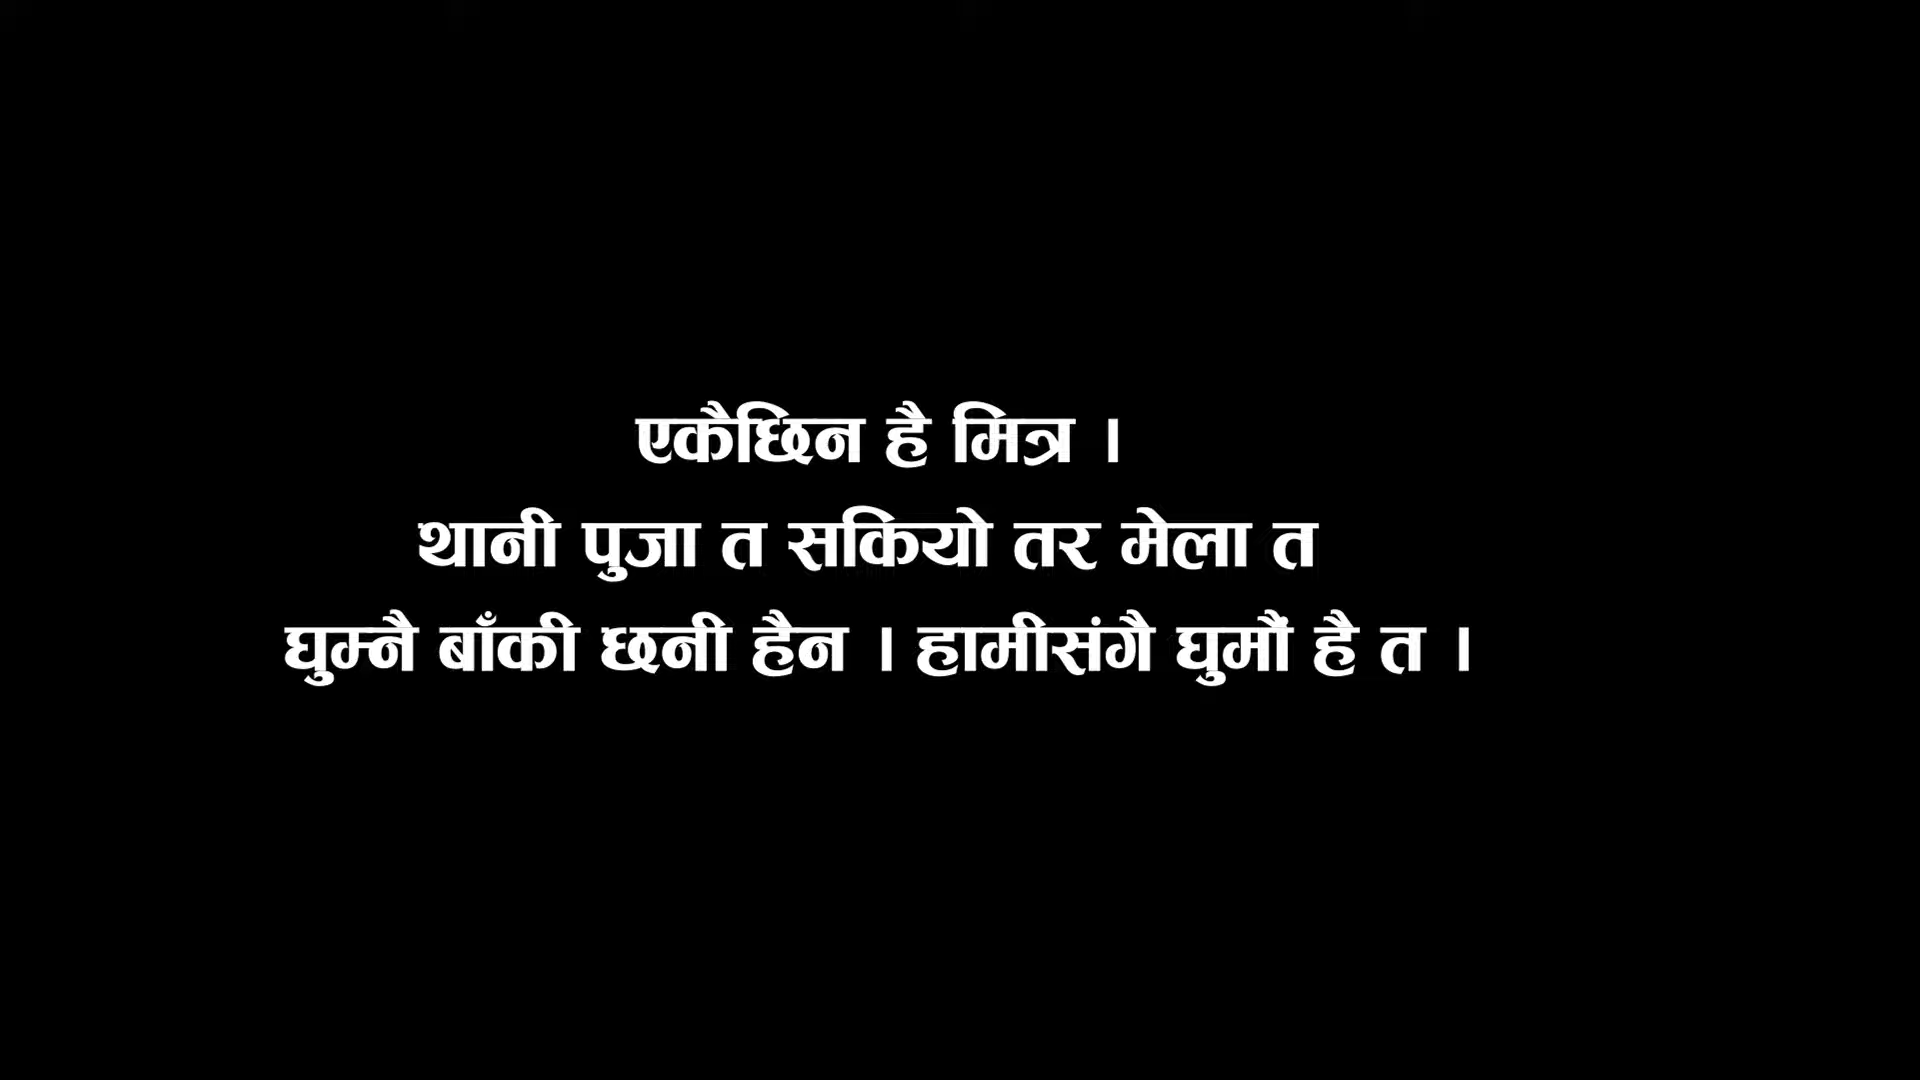 एकैछिन है मित्र ।
थानी पुजा त सकियो तर मेला त
घुम्नै बाँकी छनी हैन । हामीसंगै घुमौं है त ।